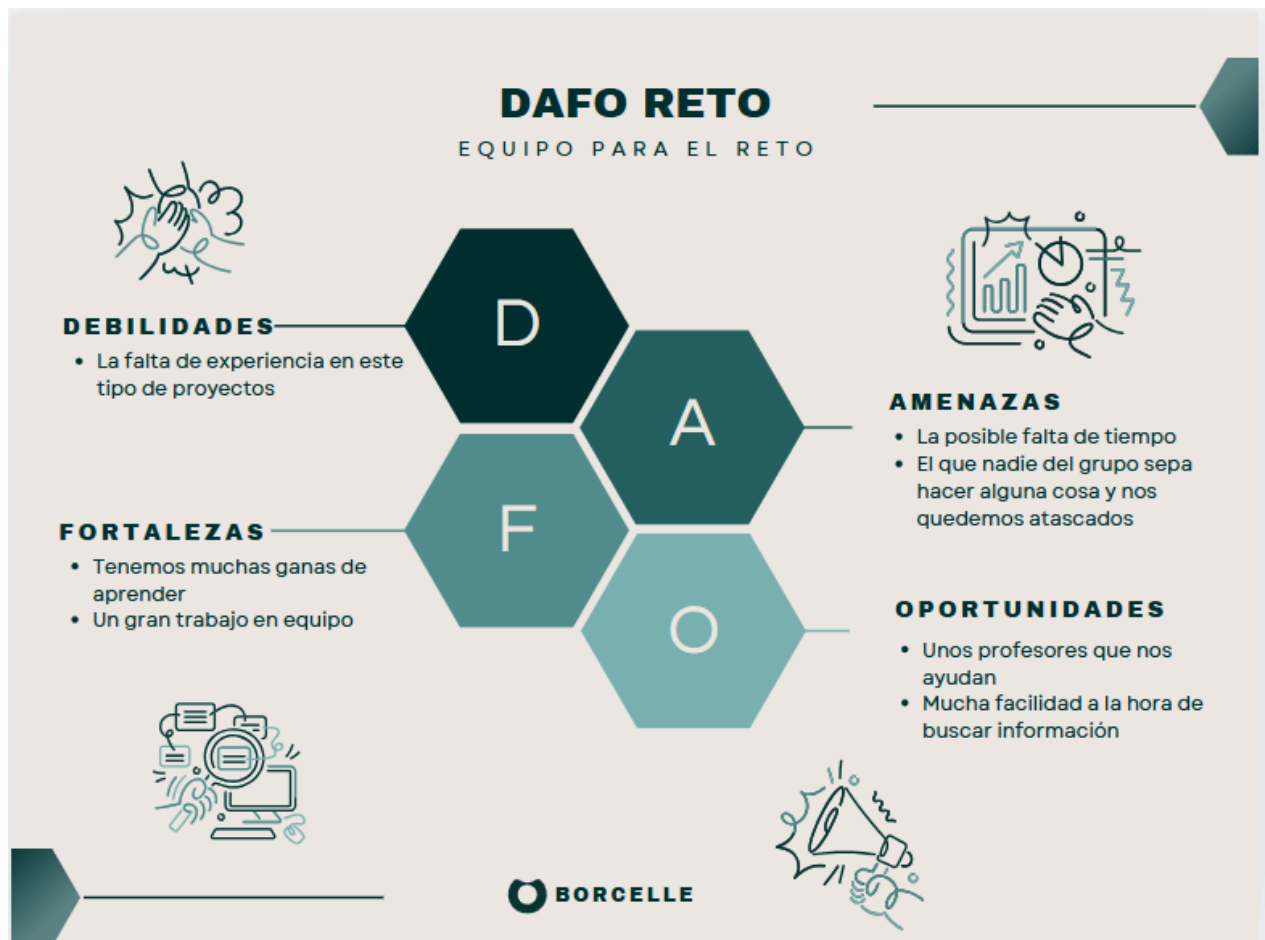 DAFO RETO
EQUIPO PARA EL RETO
D
DEBILIDADES
• La falta de experiencia en este
tipo de proyectos
A
AMENAZAS
• La posible falta de tiempo
• El que nadie del grupo sepa
hacer alguna cosa y nos
quedemos atascados
F
FORTALEZAS
• Tenemos muchas ganas de
aprender
• Un gran trabajo en equipo
O
OPORTUNIDADES
• Unos profesores que nos
ayudan
• Mucha facilidad a la hora de
buscar información
BORCELLE